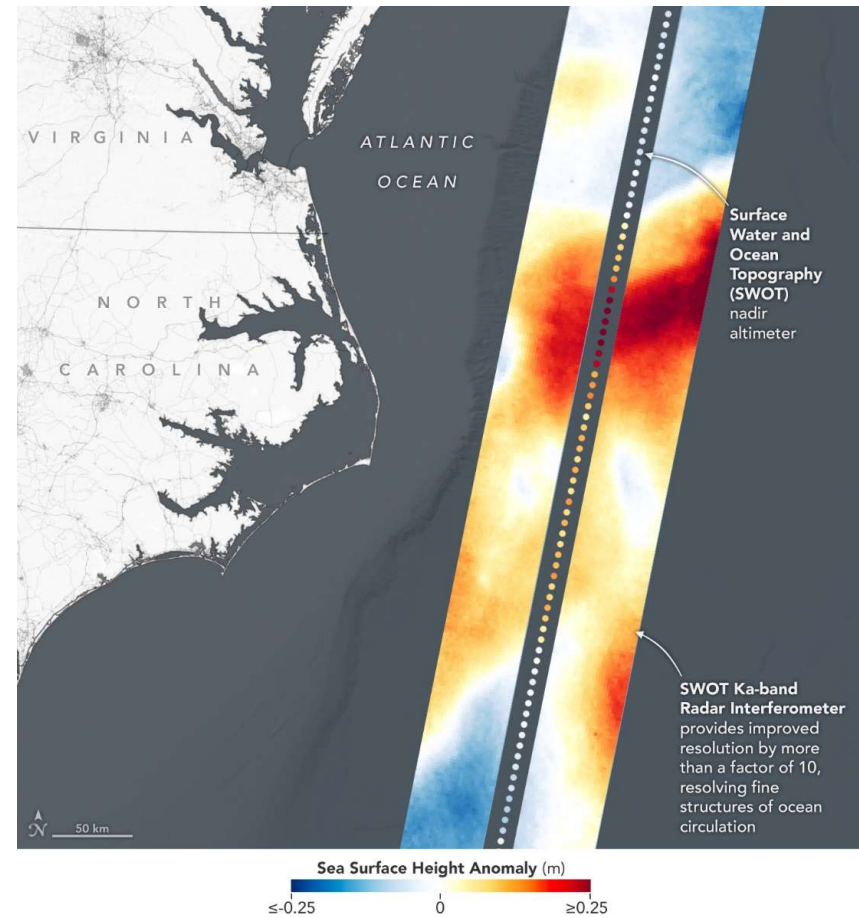 VIRGINIA
ATLANTIC
OCEAN
Surface
Water and
Ocean
Topography
(SWOT)
nadir
altimeter
NORTH
CAROLINA
SWOT Ka-band
Radar Interferometer
provides improved
resolution by more
than a factor of 10,
resolving fine
structures of ocean
circulation
N
50 km
Sea Surface Height Anomaly (m)
≤-0.25 0 ≥0.25